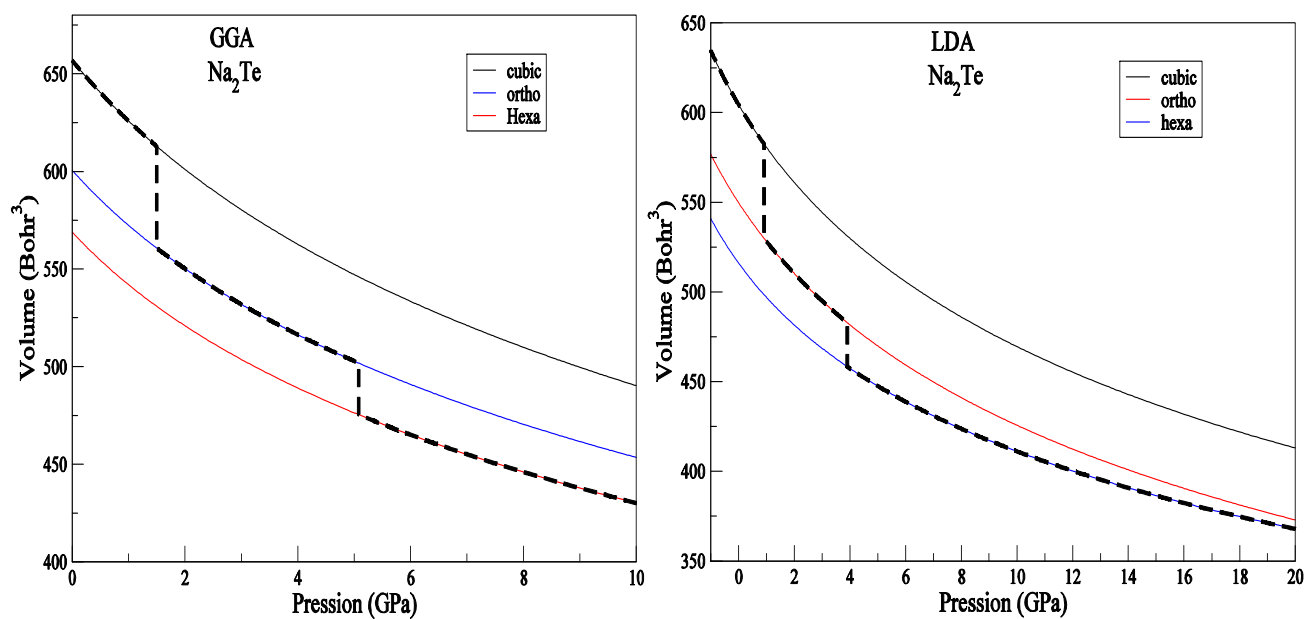 GGA
Na2Te
cubic
ortho
Hexa
Volume (Bohr3)
650
600
550
500
450
400
0 2 4 6 8 10
Pression (GPa)
LDA
Na2Te
cubic
ortho
hexa
Volume (Bohr3)
650
600
550
500
450
400
350
0 2 4 6 8 10 12 14 16 18 20
Pression (GPa)